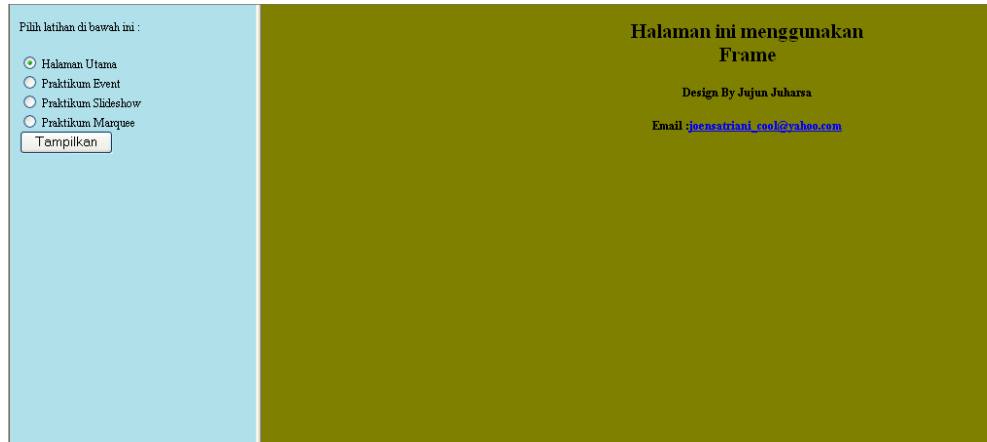 Pilih latihan di bawah ini :
Halaman Utama
Praktikum Event
Praktikum Slideshow
Praktikum Marquee
Tampilkan
Halaman ini menggunakan
Frame
Design By Jujun Juharsa
Email :joensatriani_cool@yahoo.com